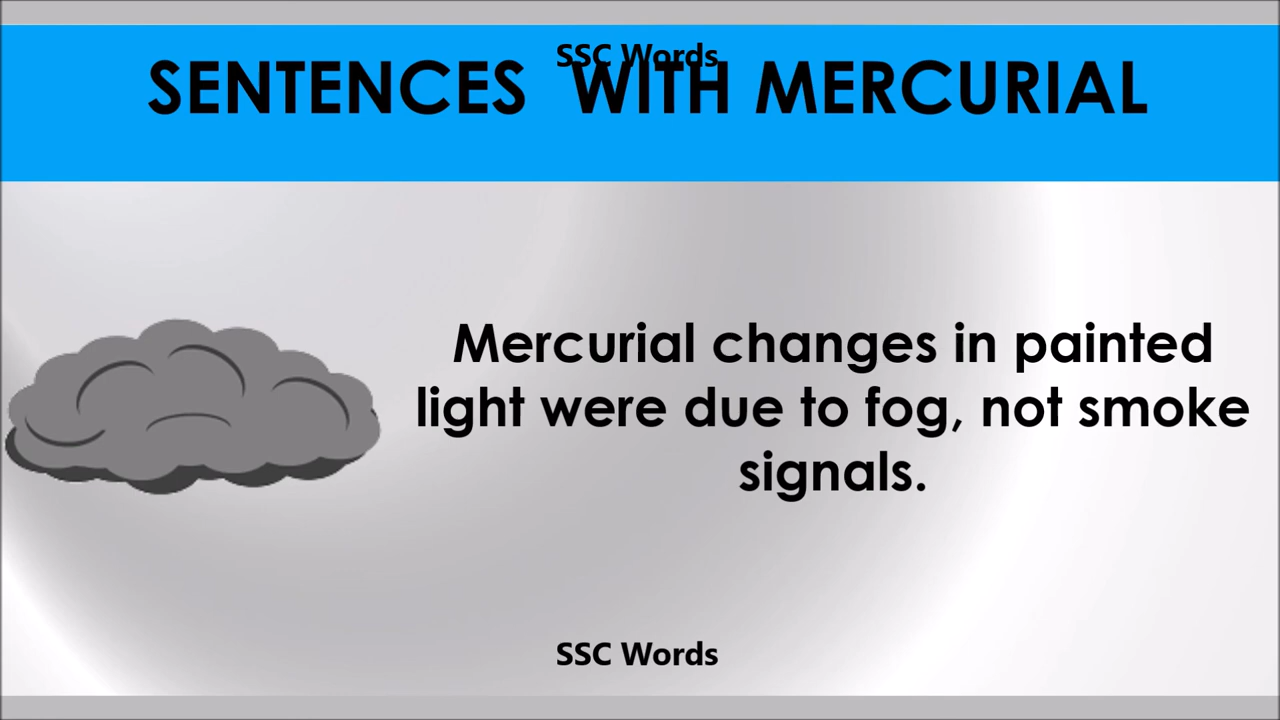 SSC Words
SENTENCES WITH MERCURIAL
Mercurial changes in painted
light were due to fog, not smoke
signals.
SSC Words